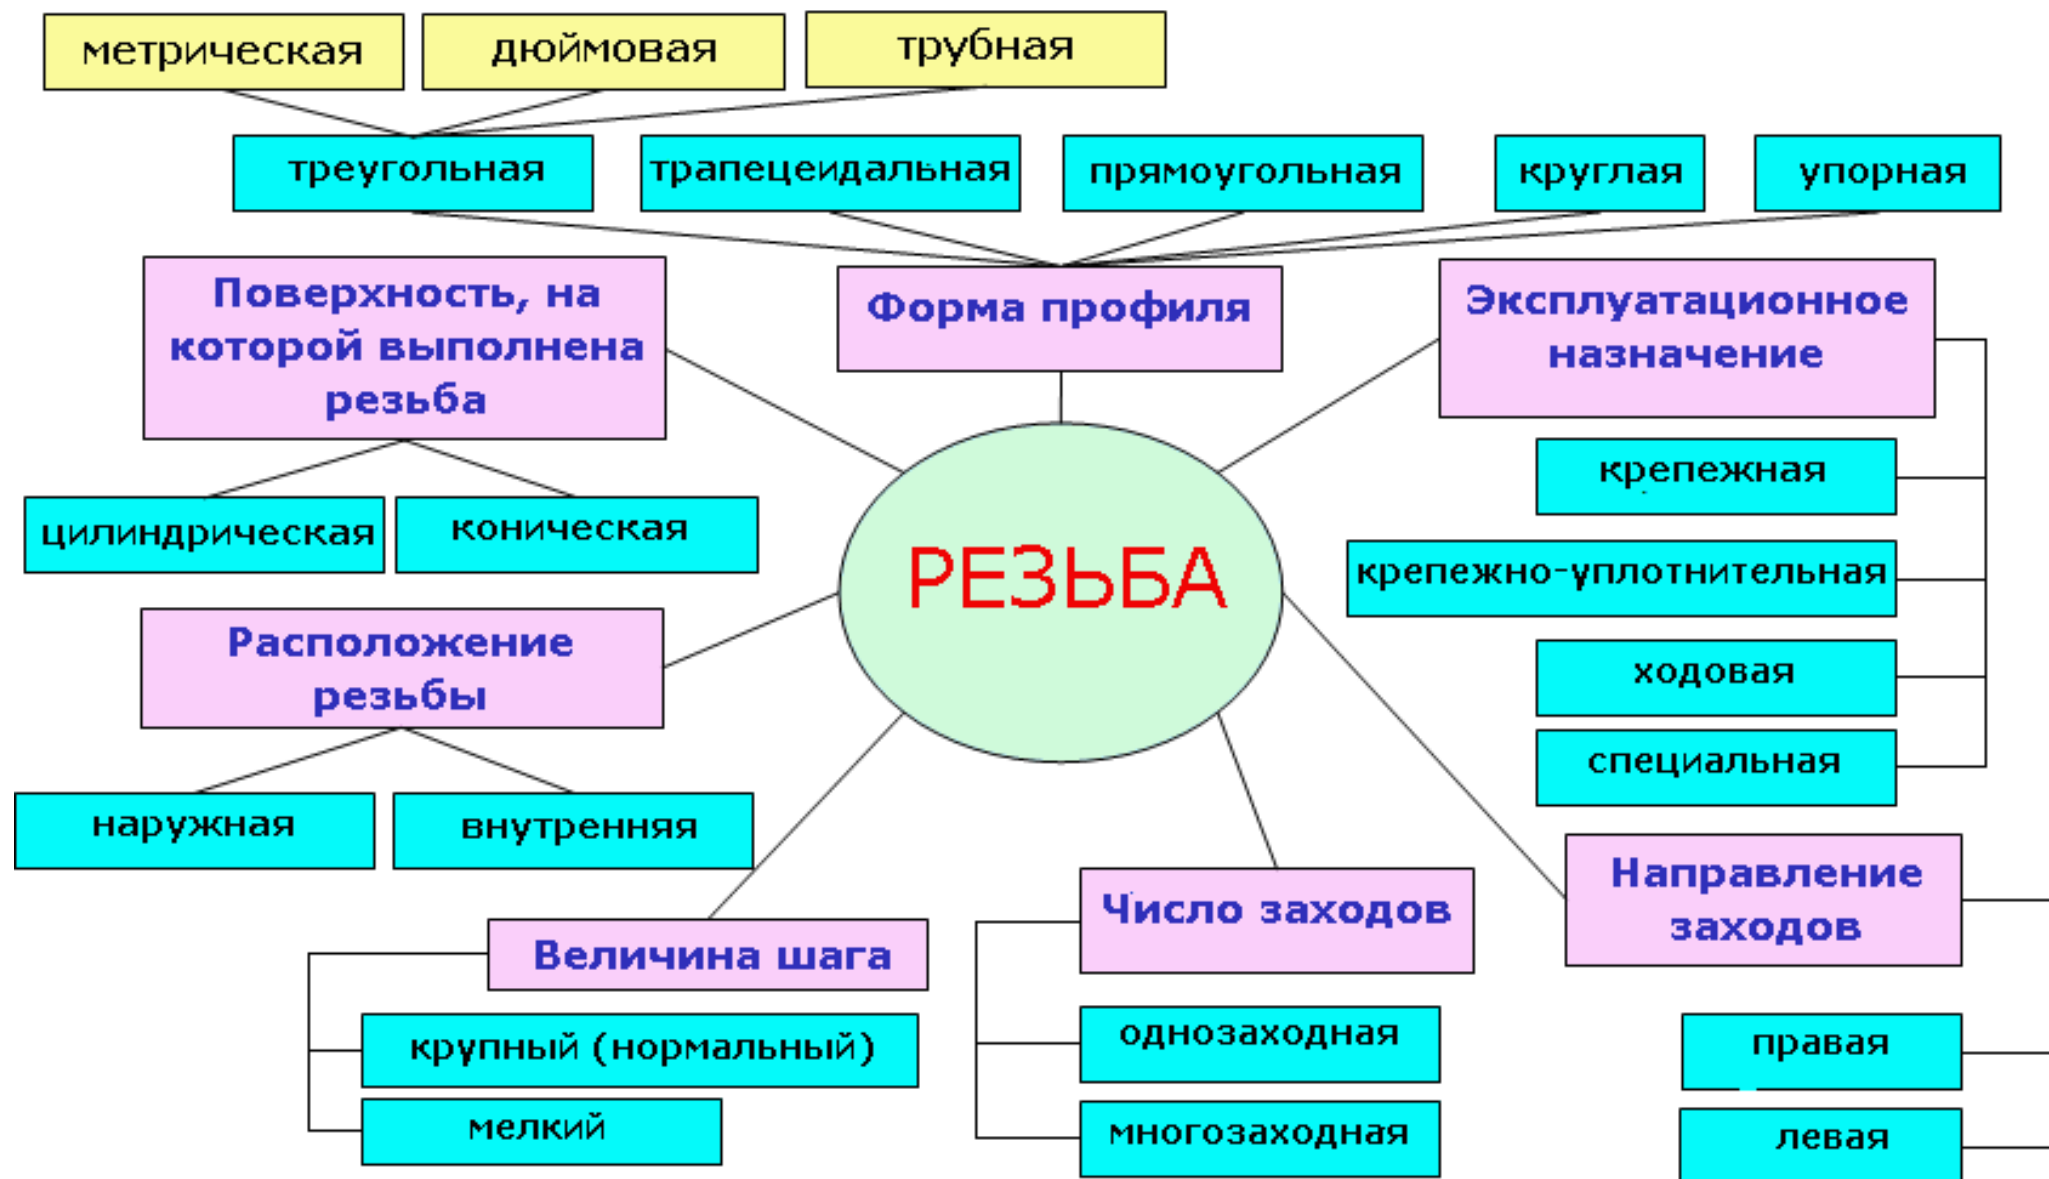 метрическая
дюймовая
трубная
треугольная
трапецеидальная
прямоугольная
круглая
упорная
Поверхность, на
которой выполнена
резьба
Форма профиля
Эксплуатационное
назначение
цилиндрическая
коническая
крепежная
крепежно-уплотнительная
ходовая
специальная
РЕЗЬБА
Расположение
резьбы
наружная
внутренняя
Величина шага
крупный (нормальный)
мелкий
Число заходов
однозаходная
многозаходная
Направление
заходов
правая
левая